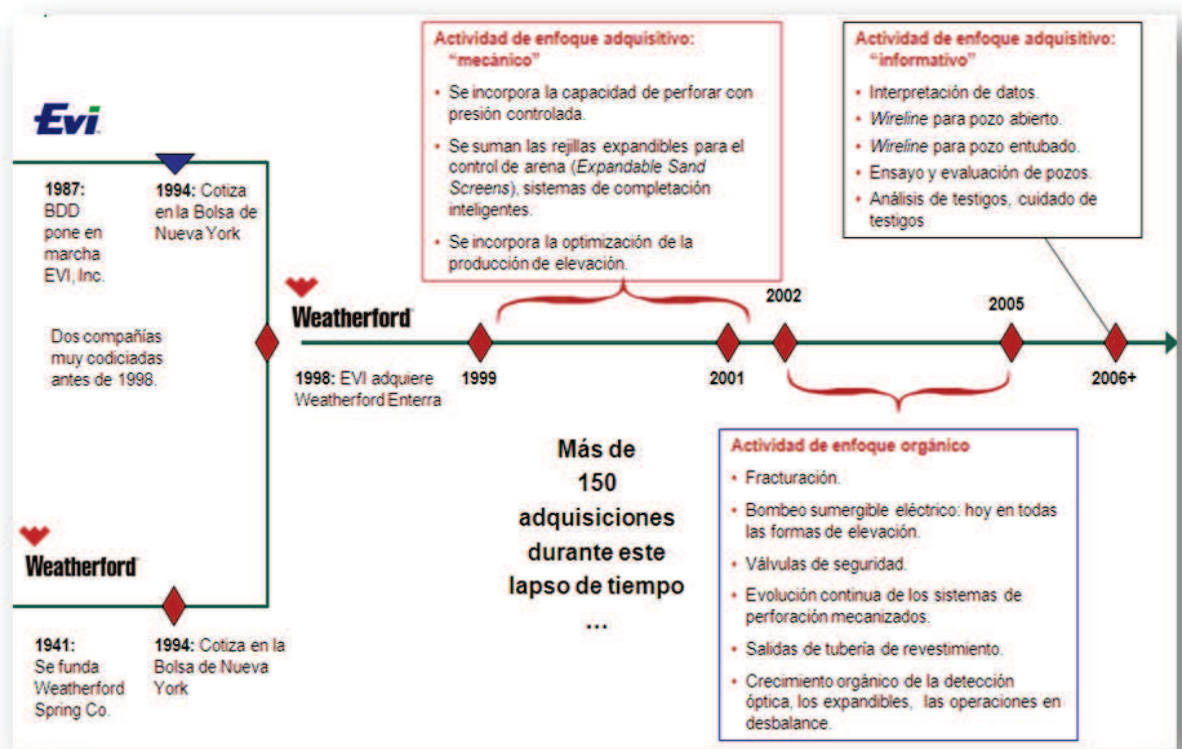 Evi
1987:
BDD
pone en
marcha
EVI, Inc.
1994: Cotiza
en la Bolsa de
Nueva York
Dos compañías
muy codiciadas
antes de 1998.
Weatherford
1941:
Se funda
Weatherford
Spring Co.
1994: Cotiza en la
Bolsa de Nueva
York
Weatherford
1998: EVI adquiere
Weatherford Enterra
Actividad de enfoque adquisitivo:
“mecánico”
• Se incorpora la capacidad de perforar con
presión controlada.
• Se suman las rejillas expandibles para el
control de arena (Expandable Sand
Screens), sistemas de completación
inteligentes.
• Se incorpora la optimización de la
producción de elevación.
1999
2001
2002
2005
2006+
Actividad de enfoque adquisitivo:
“informativo”
• Interpretación de datos.
• Wireline para pozo abierto.
• Wireline para pozo entubado.
• Ensayo y evaluación de pozos.
• Análisis de testigos, cuidado de
testigos
Más de
150
adquisiciones
durante este
lapso de tiempo
...
Actividad de enfoque orgánico
• Fracturación.
• Bombeo sumergible eléctrico: hoy en todas
las formas de elevación.
• Válvulas de seguridad.
• Evolución continua de los sistemas de
perforación mecanizados.
• Salidas de tubería de revestimiento.
• Crecimiento orgánico de la detección
óptica, los expandibles, las operaciones en
desbalance.